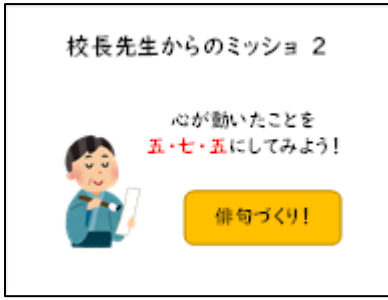 校長先生からのミッショ 2
心が動いたことを
五・七・五にしてみよう！
俳句づくり！